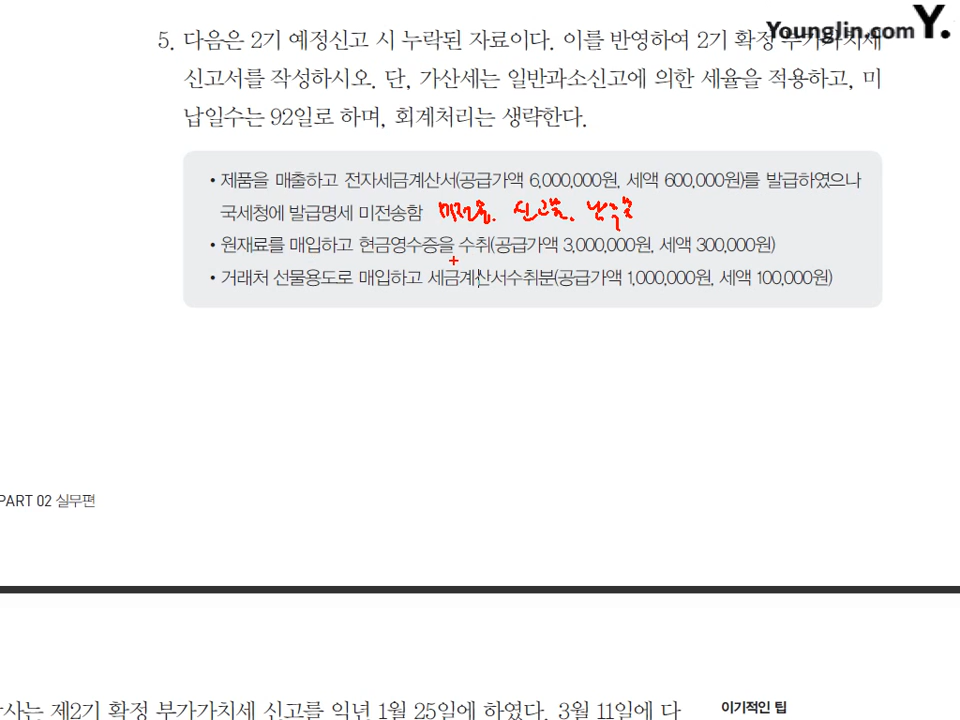 Younglin.com Y.
5. 다음은 2기 예정신고 시 누락된 자료이다. 이를 반영하여 2기 확정 부가가치세
신고서를 작성하시오. 단, 가산세는 일반과소신고에 의한 세율을 적용하고, 미
납일수는 92일로 하며, 회계처리는 생략한다.
• 제품을 매출하고 전자세금계산서(공급가액 6,000,000원, 세액 600,000원)를 발급하였으나
국세청에 발급명세 미전송함 미전송. 신고불. 납부불
• 원재료를 매입하고 현금영수증을 수취(공급가액 3,000,000원, 세액 300,000원)
• 거래처 선물용도로 매입하고 세금계산서수취분(공급가액 1,000,000원, 세액 100,000원)
PART 02 실무편
사는 제2기 확정 부가가치세 신고를 익년 1월 25일에 하였다. 3월 11일에 다
이기적인 팁